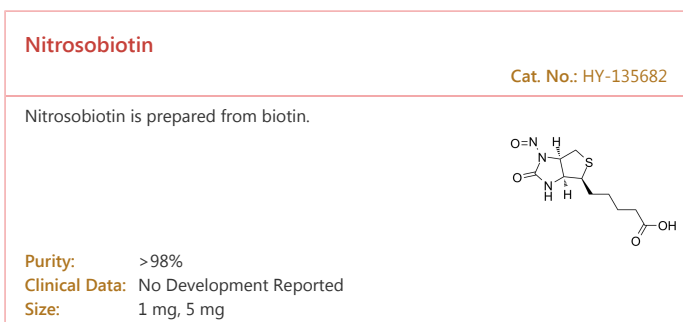 Nitrosobiotin
Cat. No.: HY-135682
Nitrosobiotin is prepared from biotin.
O=N H
N
S
O
N H
H
OH
O
Purity: >98%
Clinical Data: No Development Reported
Size: 1 mg, 5 mg